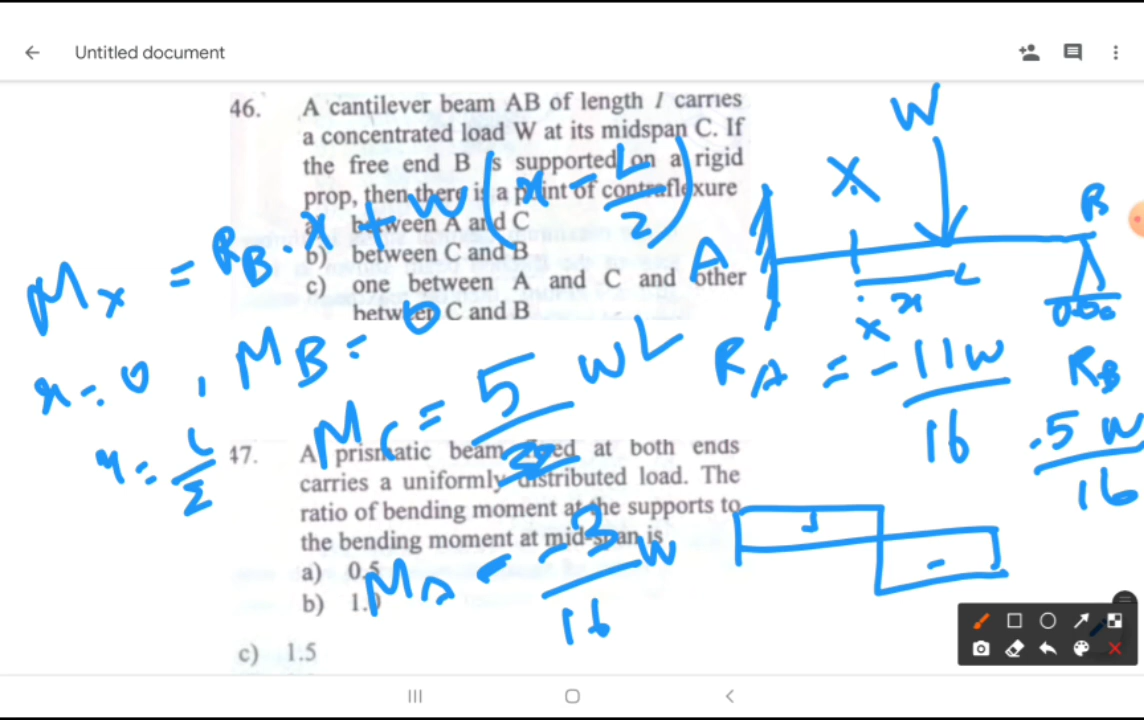 Untitled document
46. A cantilever beam AB of length l carries
a concentrated load W at its midspan C. If
the free end B is supported on a rigid
prop, then there is a point of contraflexure
a) between A and C
b) between C and B
c) one between A and C and other
between C and B
W
X
B
A
C
x
x
Mx = RB . x + W (x - L/2)
x = 0 , MB = 0
x = L/2
MC = 5 WL
RA = -11W/16
RB
5 W/16
47. A prismatic beam fixed at both ends
carries a uniformly distributed load. The
ratio of bending moment at the supports to
the bending moment at mid-span is
a) 0.5
b) 1.0
c) 1.5
MA = -3W/16
-